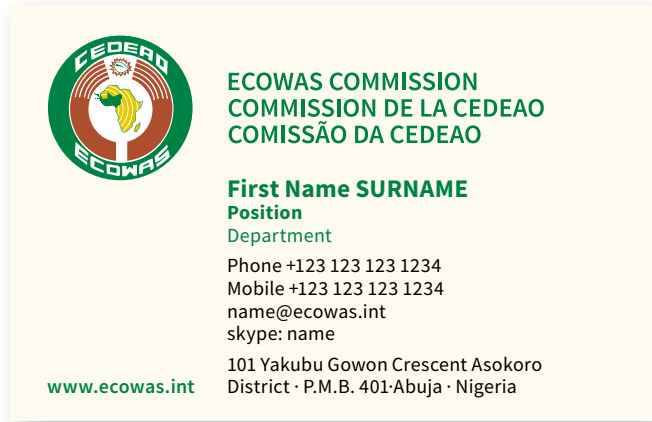 CEDEAO
ECOWAS
ECOWAS COMMISSION
COMMISSION DE LA CEDEAO
COMISSÃO DA CEDEAO
First Name SURNAME
Position
Department
Phone +123 123 123 1234
Mobile +123 123 123 1234
name@ecowas.int
skype: name
101 Yakubu Gowon Crescent Asokoro
District · P.M.B. 401·Abuja · Nigeria
www.ecowas.int